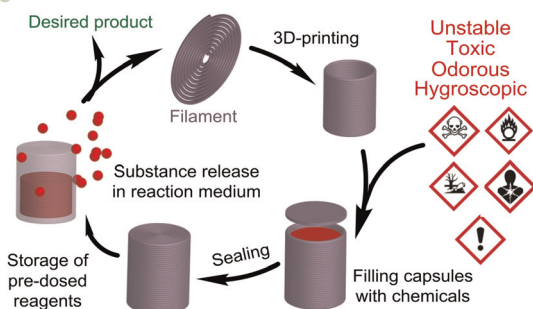 Desired product
Filament
3D-printing
Unstable
Toxic
Odorous
Hygroscopic
Substance release
in reaction medium
Storage of
pre-dosed
reagents
Sealing
Filling capsules
with chemicals